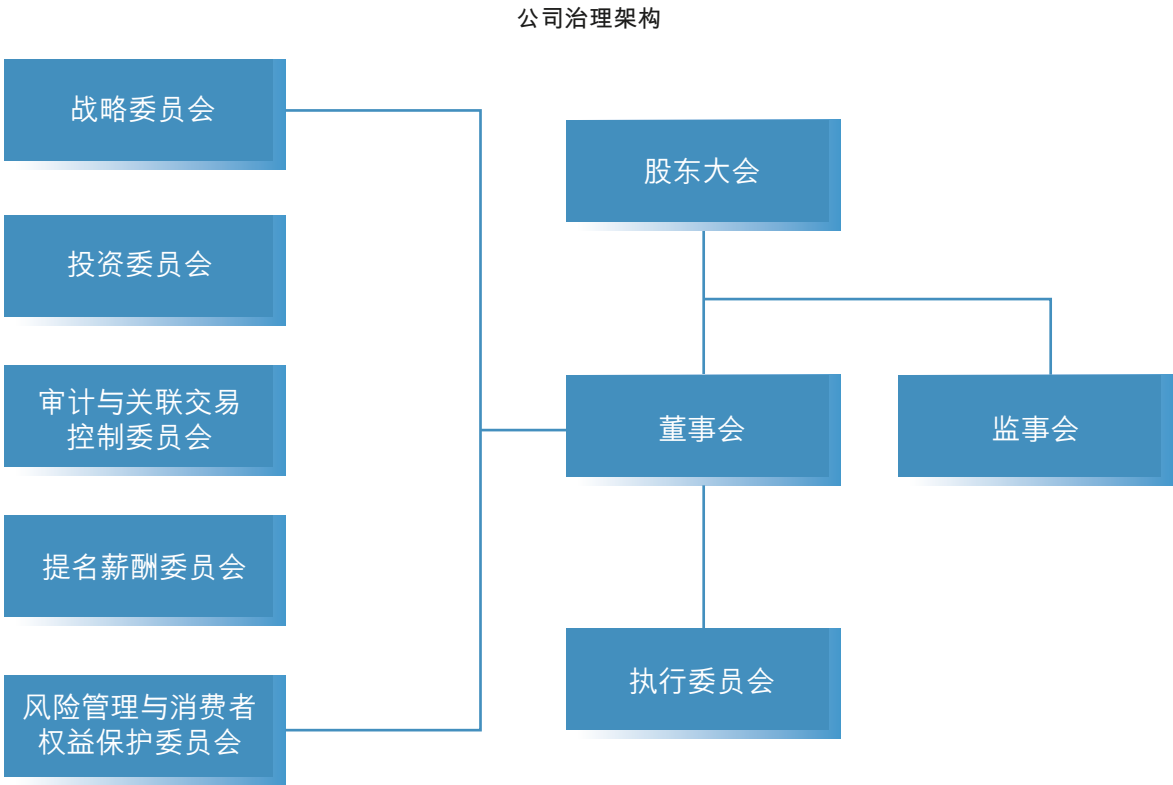 公司治理架构
战略委员会
股东大会
投资委员会
审计与关联交易
控制委员会
董事会
监事会
提名薪酬委员会
执行委员会
风险管理与消费者
权益保护委员会